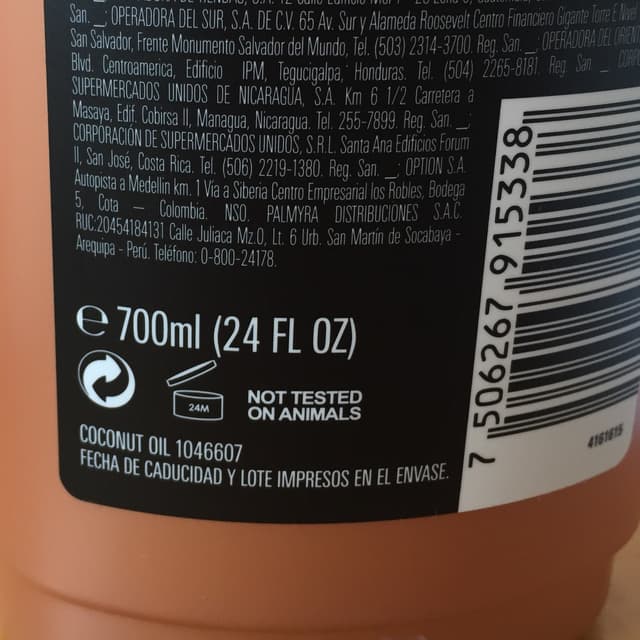 San. _; OPERADORA DEL SUR, S.A. DE C.V. 65 Av. Sur y Alameda Roosevelt Centro Financiero Gigante Torre E
San Salvador, Frente Monumento Salvador del Mundo, Tel. (503) 2314-3700. Reg. San. _; OPERADORA DEL
Blvd. Centroamerica, Edificio IPM, Tegucigalpa, Honduras. Tel. (504) 2265-8181. Reg. San. _;
SUPERMERCADOS UNIDOS DE NICARAGUA, S.A. Km 6 1/2 Carretera a
Masaya, Edif. Cobirsa II, Managua, Nicaragua. Tel. 255-7899. Reg. San. _;
CORPORACIÓN DE SUPERMERCADOS UNIDOS, S.R.L. Santa Ana Edificios Forum
II, San José, Costa Rica. Tel. (506) 2219-1380. Reg. San. _; OPTION S.A.
Autopista a Medellin km. 1 Via a Siberia Centro Empresarial los Robles, Bodega
5, Cota – Colombia. NSO. PALMYRA DISTRIBUCIONES S.A.C.
RUC:20454184131 Calle Juliaca Mz.O, Lt. 6 Urb. San Martín de Socabaya -
Arequipa - Perú. Teléfono: 0-800-24178.
℮ 700ml (24 FL OZ)
24M
NOT TESTED
ON ANIMALS
COCONUT OIL 1046607
FECHA DE CADUCIDAD Y LOTE IMPRESOS EN EL ENVASE.
7 506267 915338
4161615